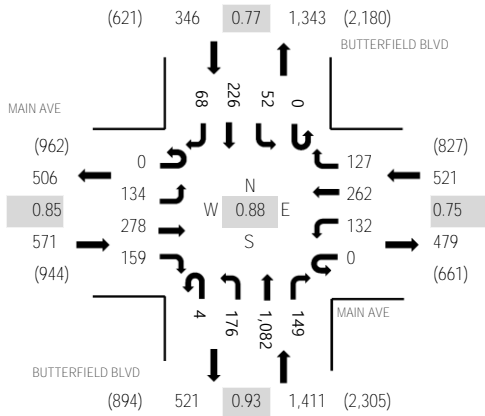 (621) 346 0.77 1,343 (2,180)
BUTTERFIELD BLVD
68 226 52 0
MAIN AVE
(962)
506
0.85
571
(944)
0
134
278
159
N
W 0.88 E
S
127
262
132
0
(827)
521
0.75
479
(661)
4 176 1,082 149
MAIN AVE
BUTTERFIELD BLVD
(894) 521 0.93 1,411 (2,305)